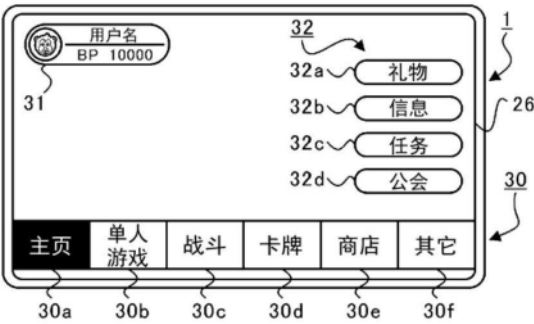 用户名
BP 10000
31
32
32a
礼物
32b
信息
32c
任务
32d
公会
1
26
30
主页
单人
游戏
战斗
卡牌
商店
其它
30a
30b
30c
30d
30e
30f